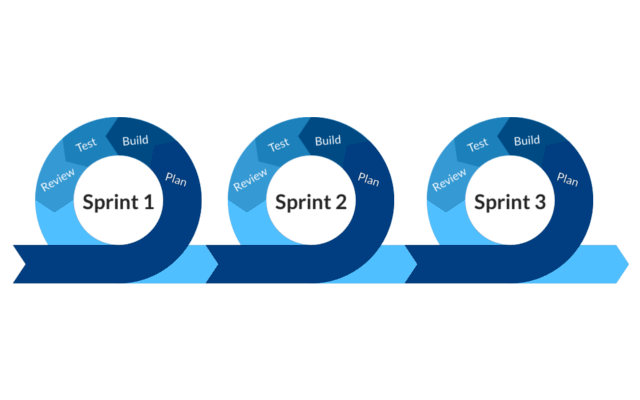 Plan
Build
Test
Review
Sprint 1
Plan
Build
Test
Review
Sprint 2
Plan
Build
Test
Review
Sprint 3